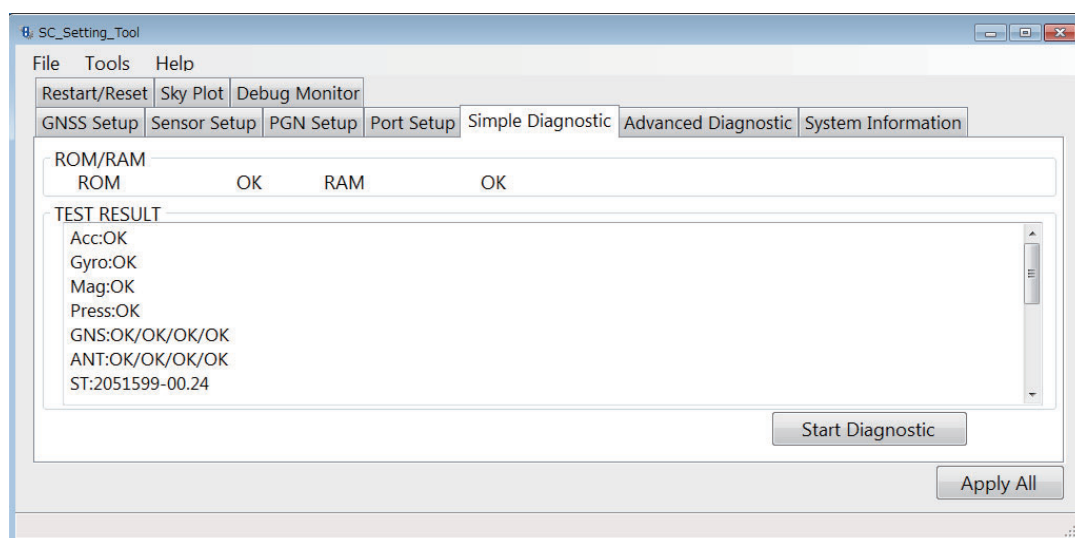 SC_Setting_Tool
File Tools Help
Restart/Reset Sky Plot Debug Monitor
GNSS Setup Sensor Setup PGN Setup Port Setup Simple Diagnostic Advanced Diagnostic System Information
ROM/RAM
ROM OK RAM OK
TEST RESULT
Acc:OK
Gyro:OK
Mag:OK
Press:OK
GNS:OK/OK/OK/OK
ANT:OK/OK/OK/OK
ST:2051599-00.24
Start Diagnostic
Apply All